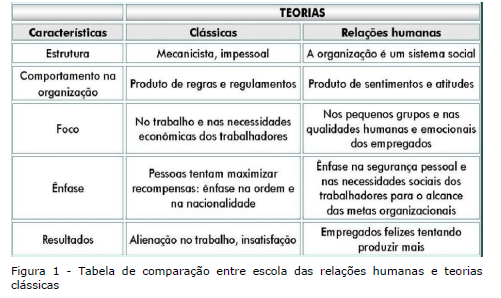 TEORIAS
Características Clássicas Relações humanas
Estrutura Mecanicista, impessoal A organização é um sistema social
Comportamento na organização Produto de regras e regulamentos Produto de sentimentos e atitudes
Foco
No trabalho e nas necessidades
econômicas dos trabalhadores
Nos pequenos grupos e nas
qualidades humanas e emocionais
dos empregados
Ênfase
Pessoas tentam maximizar
recompensas: ênfase na ordem e
na nacionalidade
Ênfase na segurança pessoal e
nas necessidades sociais dos
trabalhadores para o alcance
das metas organizacionais
Resultados
Alienação no trabalho, insatisfação
Empregados felizes tentando
produzir mais
Figura 1 - Tabela de comparação entre escola das relações humanas e teorias
clássicas